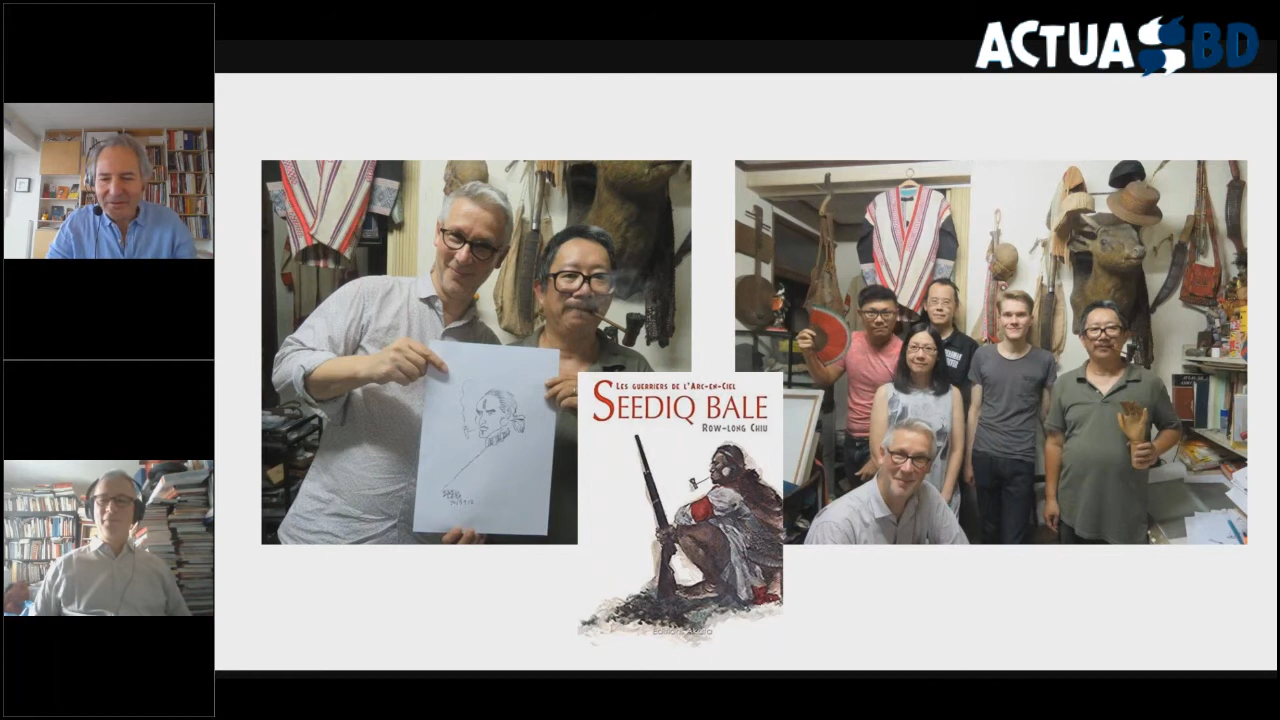 ACTUA BD
LES GUERRIERS DE L'ARC-EN-CIEL
SEEDIQ BALE
ROW-LONG CHIU